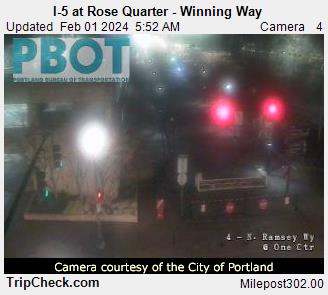 I-5 at Rose Quarter - Winning Way
Updated Feb 01 2024 5:52 AM Camera 4
PBOT
PORTLAND BUREAU OF TRANSPORTATION
4 - N. Ramsey Wy
@ One Ctr
Camera courtesy of the City of Portland
TripCheck.com Milepost302.00